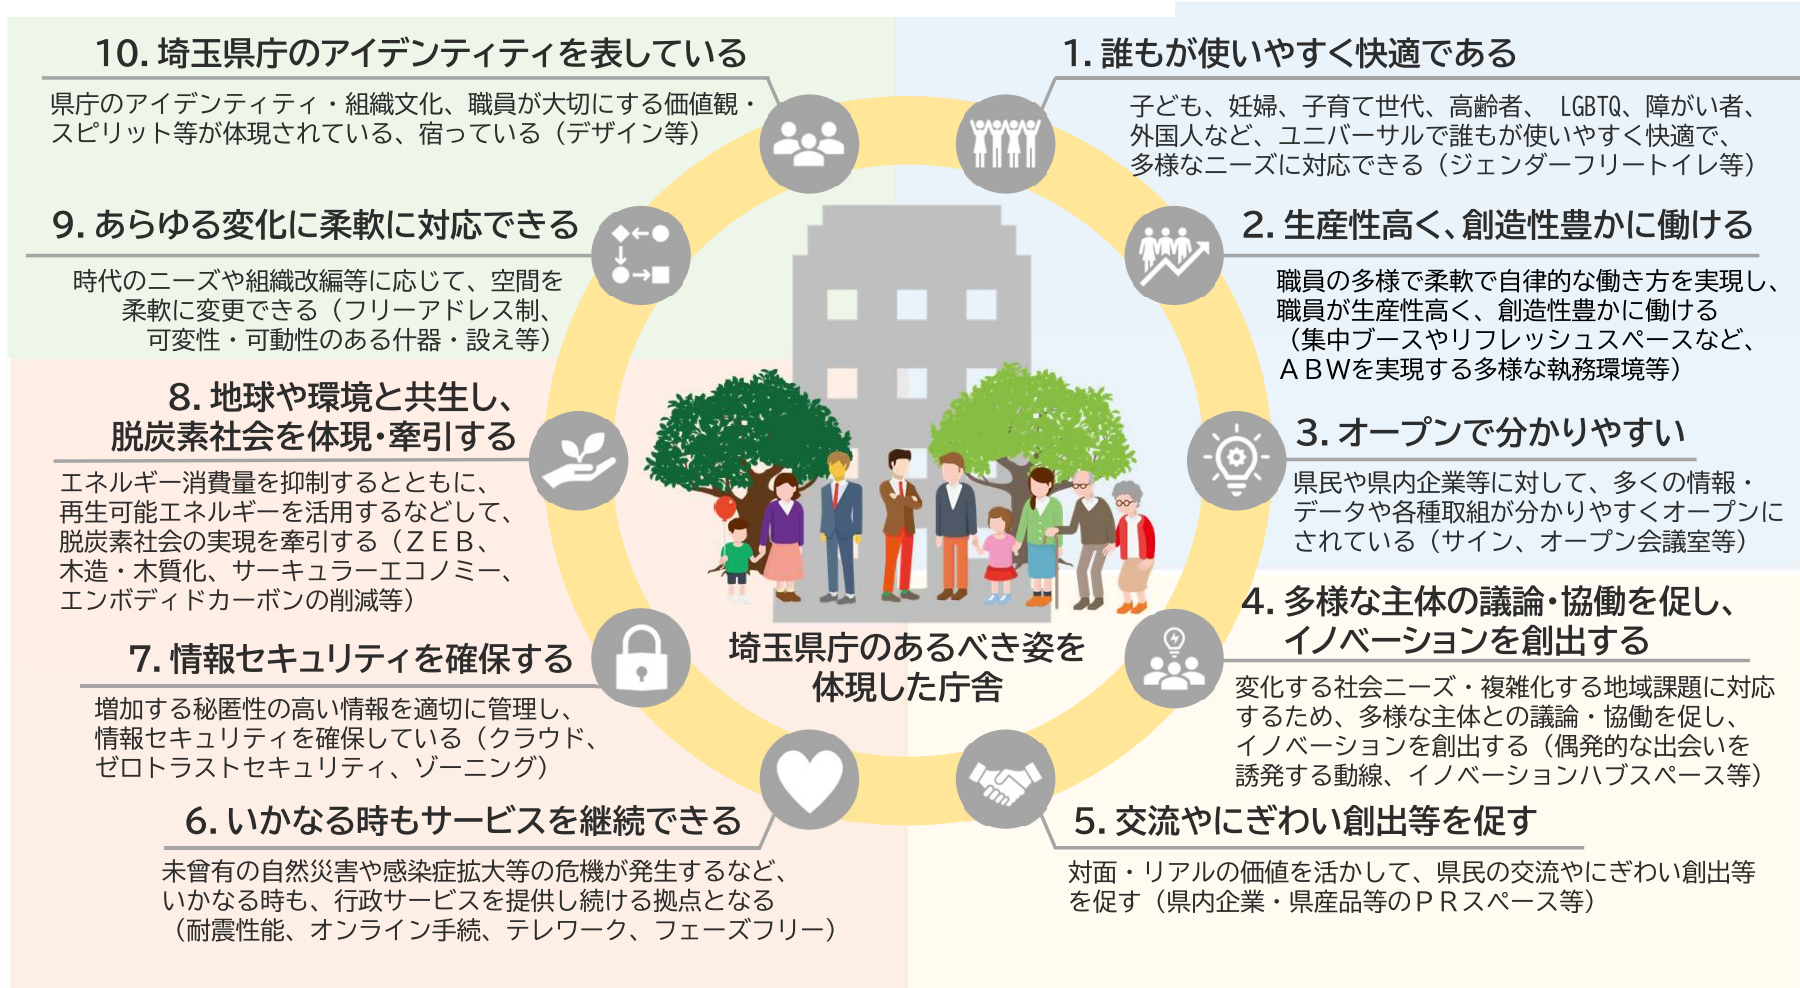 10. 埼玉県庁のアイデンティティを表している
県庁のアイデンティティ・組織文化、職員が大切にする価値観・
スピリット等が体現されている、宿っている（デザイン等）
1. 誰もが使いやすく快適である
子ども、妊婦、子育て世代、高齢者、 LGBTQ、障がい者、
外国人など、ユニバーサルで誰もが使いやすく快適で、
多様なニーズに対応できる（ジェンダーフリートイレ等）
9. あらゆる変化に柔軟に対応できる
時代のニーズや組織改編等に応じて、空間を
柔軟に変更できる（フリーアドレス制、
可変性・可動性のある什器・設え等）
2. 生産性高く、創造性豊かに働ける
職員の多様で柔軟で自律的な働き方を実現し、
職員が生産性高く、創造性豊かに働ける
（集中ブースやリフレッシュスペースなど、
ＡＢＷを実現する多様な執務環境等）
8. 地球や環境と共生し、
脱炭素社会を体現・牽引する
エネルギー消費量を抑制するとともに、
再生可能エネルギーを活用するなどして、
脱炭素社会の実現を牽引する（ＺＥＢ、
木造・木質化、サーキュラーエコノミー、
エンボディドカーボンの削減等）
3. オープンで分かりやすい
県民や県内企業等に対して、多くの情報・
データや各種取組が分かりやすくオープンに
されている（サイン、オープン会議室等）
7. 情報セキュリティを確保する
増加する秘匿性の高い情報を適切に管理し、
情報セキュリティを確保している（クラウド、
ゼロトラストセキュリティ、ゾーニング）
埼玉県庁のあるべき姿を
体現した庁舎
4. 多様な主体の議論・協働を促し、
イノベーションを創出する
変化する社会ニーズ・複雑化する地域課題に対応
するため、多様な主体との議論・協働を促し、
イノベーションを創出する（偶発的な出会いを
誘発する動線、イノベーションハブスペース等）
6. いかなる時もサービスを継続できる
未曾有の自然災害や感染症拡大等の危機が発生するなど、
いかなる時も、行政サービスを提供し続ける拠点となる
（耐震性能、オンライン手続、テレワーク、フェーズフリー）
5. 交流やにぎわい創出等を促す
対面・リアルの価値を活かして、県民の交流やにぎわい創出等
を促す（県内企業・県産品等のＰＲスペース等）